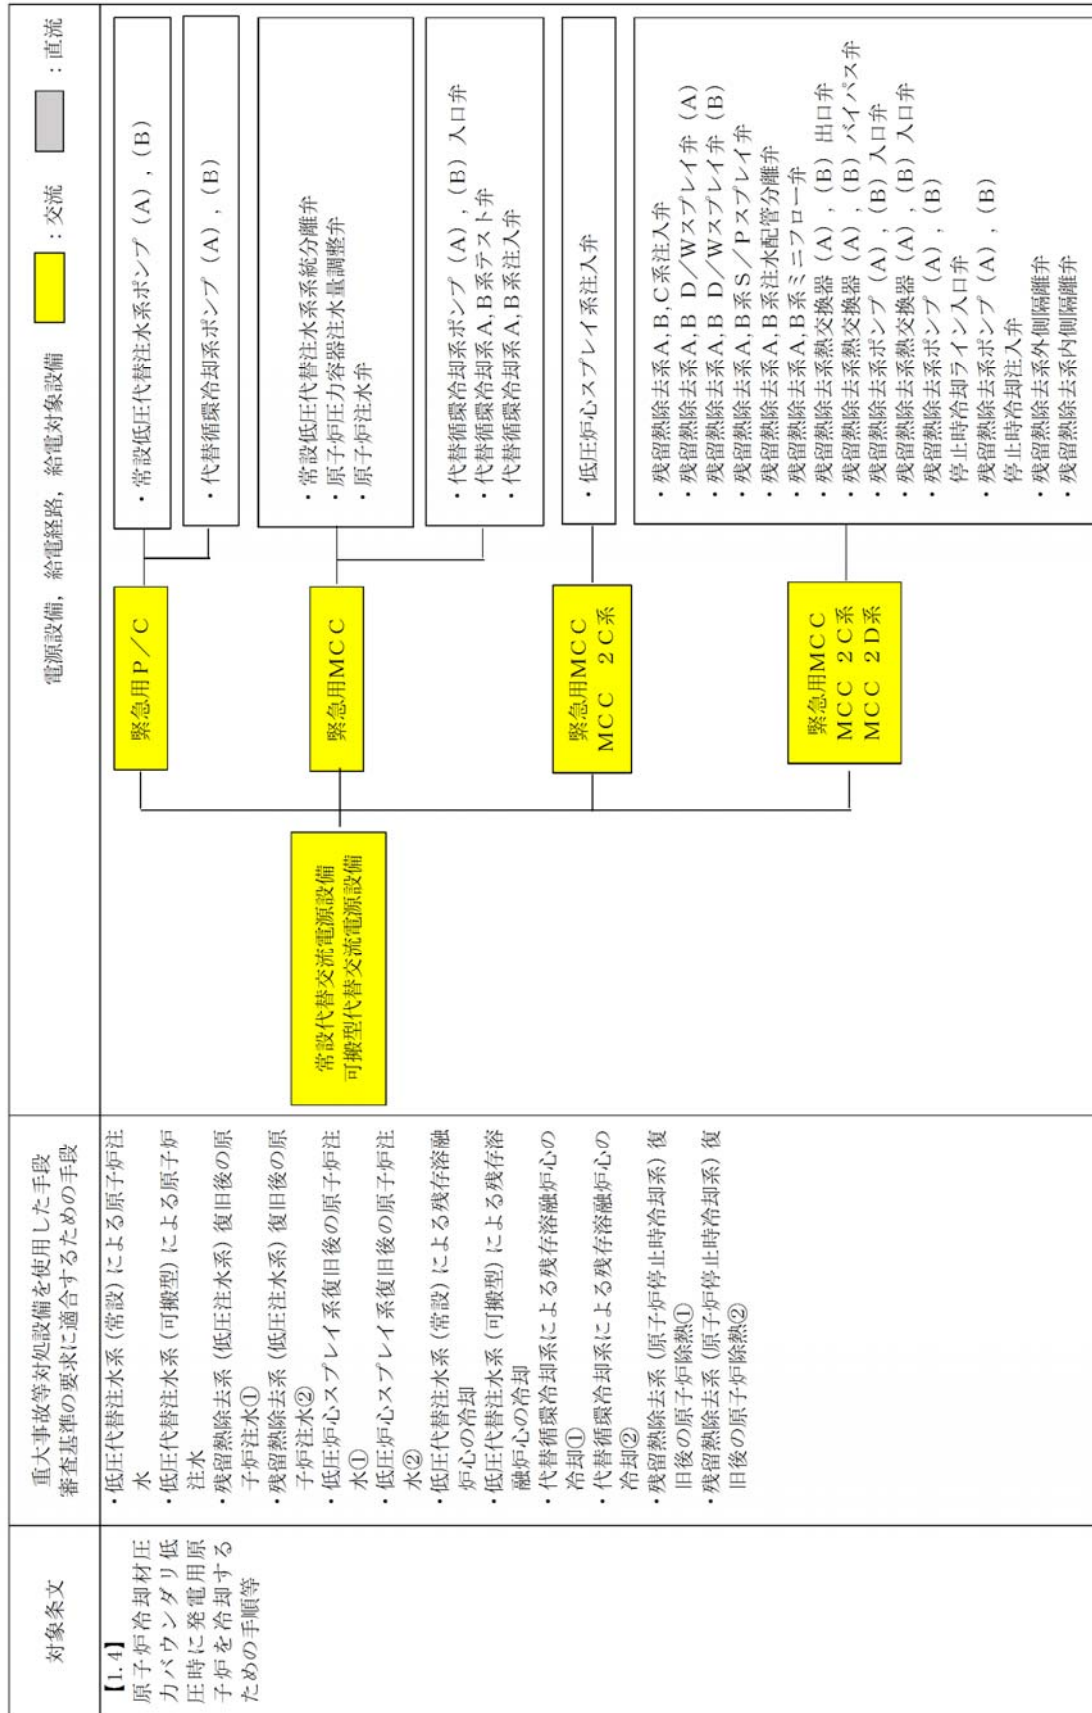 対象条文
重大事故等対処設備を使用した手段
審査基準の要求に適合するための手段
電源設備，給電経路，給電対象設備
：交流
：直流
【1.4】
原子炉冷却材圧
力バウンダリ低
圧時に発電用原
子炉を冷却する
ための手順等
・低圧代替注水系（常設）による原子炉注
水
・低圧代替注水系（可搬型）による原子炉
注水
・残留熱除去系（低圧注水系）復旧後の原
子炉注水①
・残留熱除去系（低圧注水系）復旧後の原
子炉注水②
・低圧炉心スプレイ系復旧後の原子炉注
水①
・低圧炉心スプレイ系復旧後の原子炉注
水②
・低圧代替注水系（常設）による残存溶融
炉心の冷却
・低圧代替注水系（可搬型）による残存溶
融炉心の冷却
・代替循環冷却系による残存溶融炉心の
冷却①
・代替循環冷却系による残存溶融炉心の
冷却②
・残留熱除去系（原子炉停止時冷却系）復
旧後の原子炉除熱①
・残留熱除去系（原子炉停止時冷却系）復
旧後の原子炉除熱②
常設代替交流電源設備
可搬型代替交流電源設備
緊急用Ｐ／Ｃ
・常設低圧代替注水系ポンプ（Ａ），（Ｂ）
・代替循環冷却系ポンプ（Ａ），（Ｂ）
緊急用ＭＣＣ
・常設低圧代替注水系系統分離弁
・原子炉圧力容器注水流量調整弁
・原子炉注水弁
・代替循環冷却系ポンプ（Ａ），（Ｂ）入口弁
・代替循環冷却系Ａ,Ｂ系テスト弁
・代替循環冷却系Ａ,Ｂ系注入弁
緊急用ＭＣＣ
ＭＣＣ　２Ｃ系
・低圧炉心スプレイ系注入弁
緊急用ＭＣＣ
ＭＣＣ　２Ｃ系
ＭＣＣ　２Ｄ系
・残留熱除去系Ａ,Ｂ,Ｃ系注入弁
・残留熱除去系Ａ,Ｂ　Ｄ／Ｗスプレイ弁（Ａ）
・残留熱除去系Ａ,Ｂ　Ｄ／Ｗスプレイ弁（Ｂ）
・残留熱除去系Ａ,Ｂ系Ｓ／Ｐスプレイ弁
・残留熱除去系Ａ,Ｂ系注水配管分離弁
・残留熱除去系Ａ,Ｂ系ミニフロー弁
・残留熱除去系熱交換器（Ａ），（Ｂ）出口弁
・残留熱除去系熱交換器（Ａ），（Ｂ）バイパス弁
・残留熱除去系ポンプ（Ａ），（Ｂ）入口弁
・残留熱除去系熱交換器（Ａ），（Ｂ）入口弁
・残留熱除去系ポンプ（Ａ），（Ｂ）
停止時冷却ライン入口弁
・残留熱除去系ポンプ（Ａ），（Ｂ）
停止時冷却注入弁
・残留熱除去系外側隔離弁
・残留熱除去系内側隔離弁